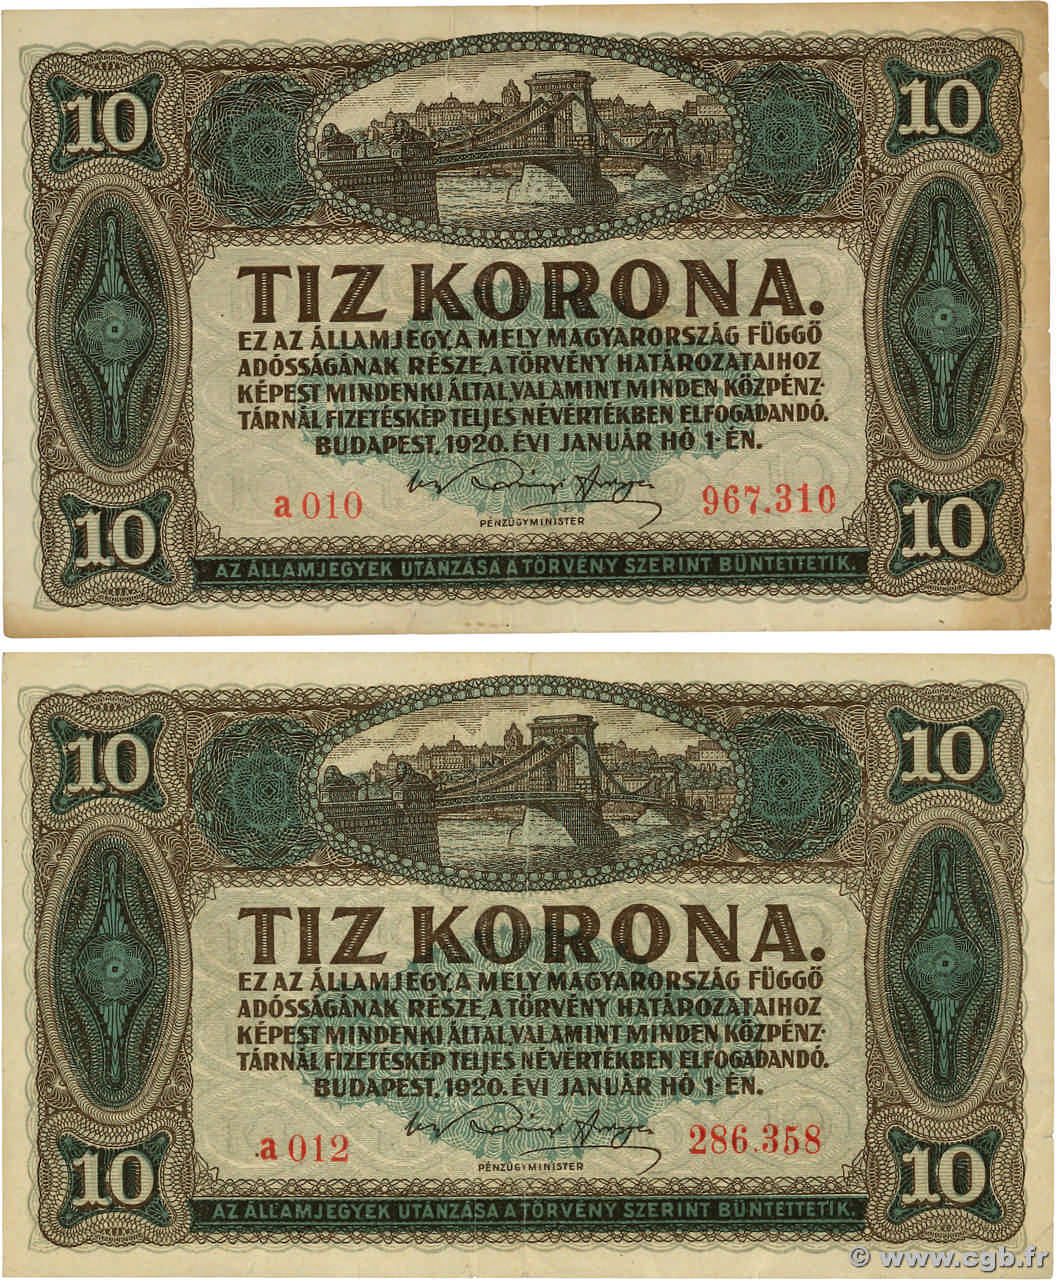 10 10
TIZ KORONA.
EZ AZ ÁLLAMJEGY, A MELY MAGYARORSZÁG FÜGGŐ
ADÓSSÁGÁNAK RÉSZE, A TÖRVÉNY HATÁROZATAIHOZ
KÉPEST MINDENKI ÁLTAL, VALAMINT MINDEN KÖZPÉNZ-
TÁRNÁL FIZETÉSKÉP TELJES NÉVÉRTÉKBEN ELFOGADANDÓ.
BUDAPEST, 1920. ÉVI JANUÁR HÓ 1-ÉN.
a 010 967.310
PÉNZÜGYMINISTER
10 10
AZ ÁLLAMJEGYEK UTÁNZÁSA A TÖRVÉNY SZERINT BÜNTETTETIK.
10 10
TIZ KORONA.
EZ AZ ÁLLAMJEGY, A MELY MAGYARORSZÁG FÜGGŐ
ADÓSSÁGÁNAK RÉSZE, A TÖRVÉNY HATÁROZATAIHOZ
KÉPEST MINDENKI ÁLTAL, VALAMINT MINDEN KÖZPÉNZ-
TÁRNÁL FIZETÉSKÉP TELJES NÉVÉRTÉKBEN ELFOGADANDÓ.
BUDAPEST, 1920. ÉVI JANUÁR HÓ 1-ÉN.
a 012 286.358
PÉNZÜGYMINISTER
10 10
AZ ÁLLAMJEGYEK UTÁNZÁSA A TÖRVÉNY SZERINT BÜNTETTETIK.
© www.cgb.fr